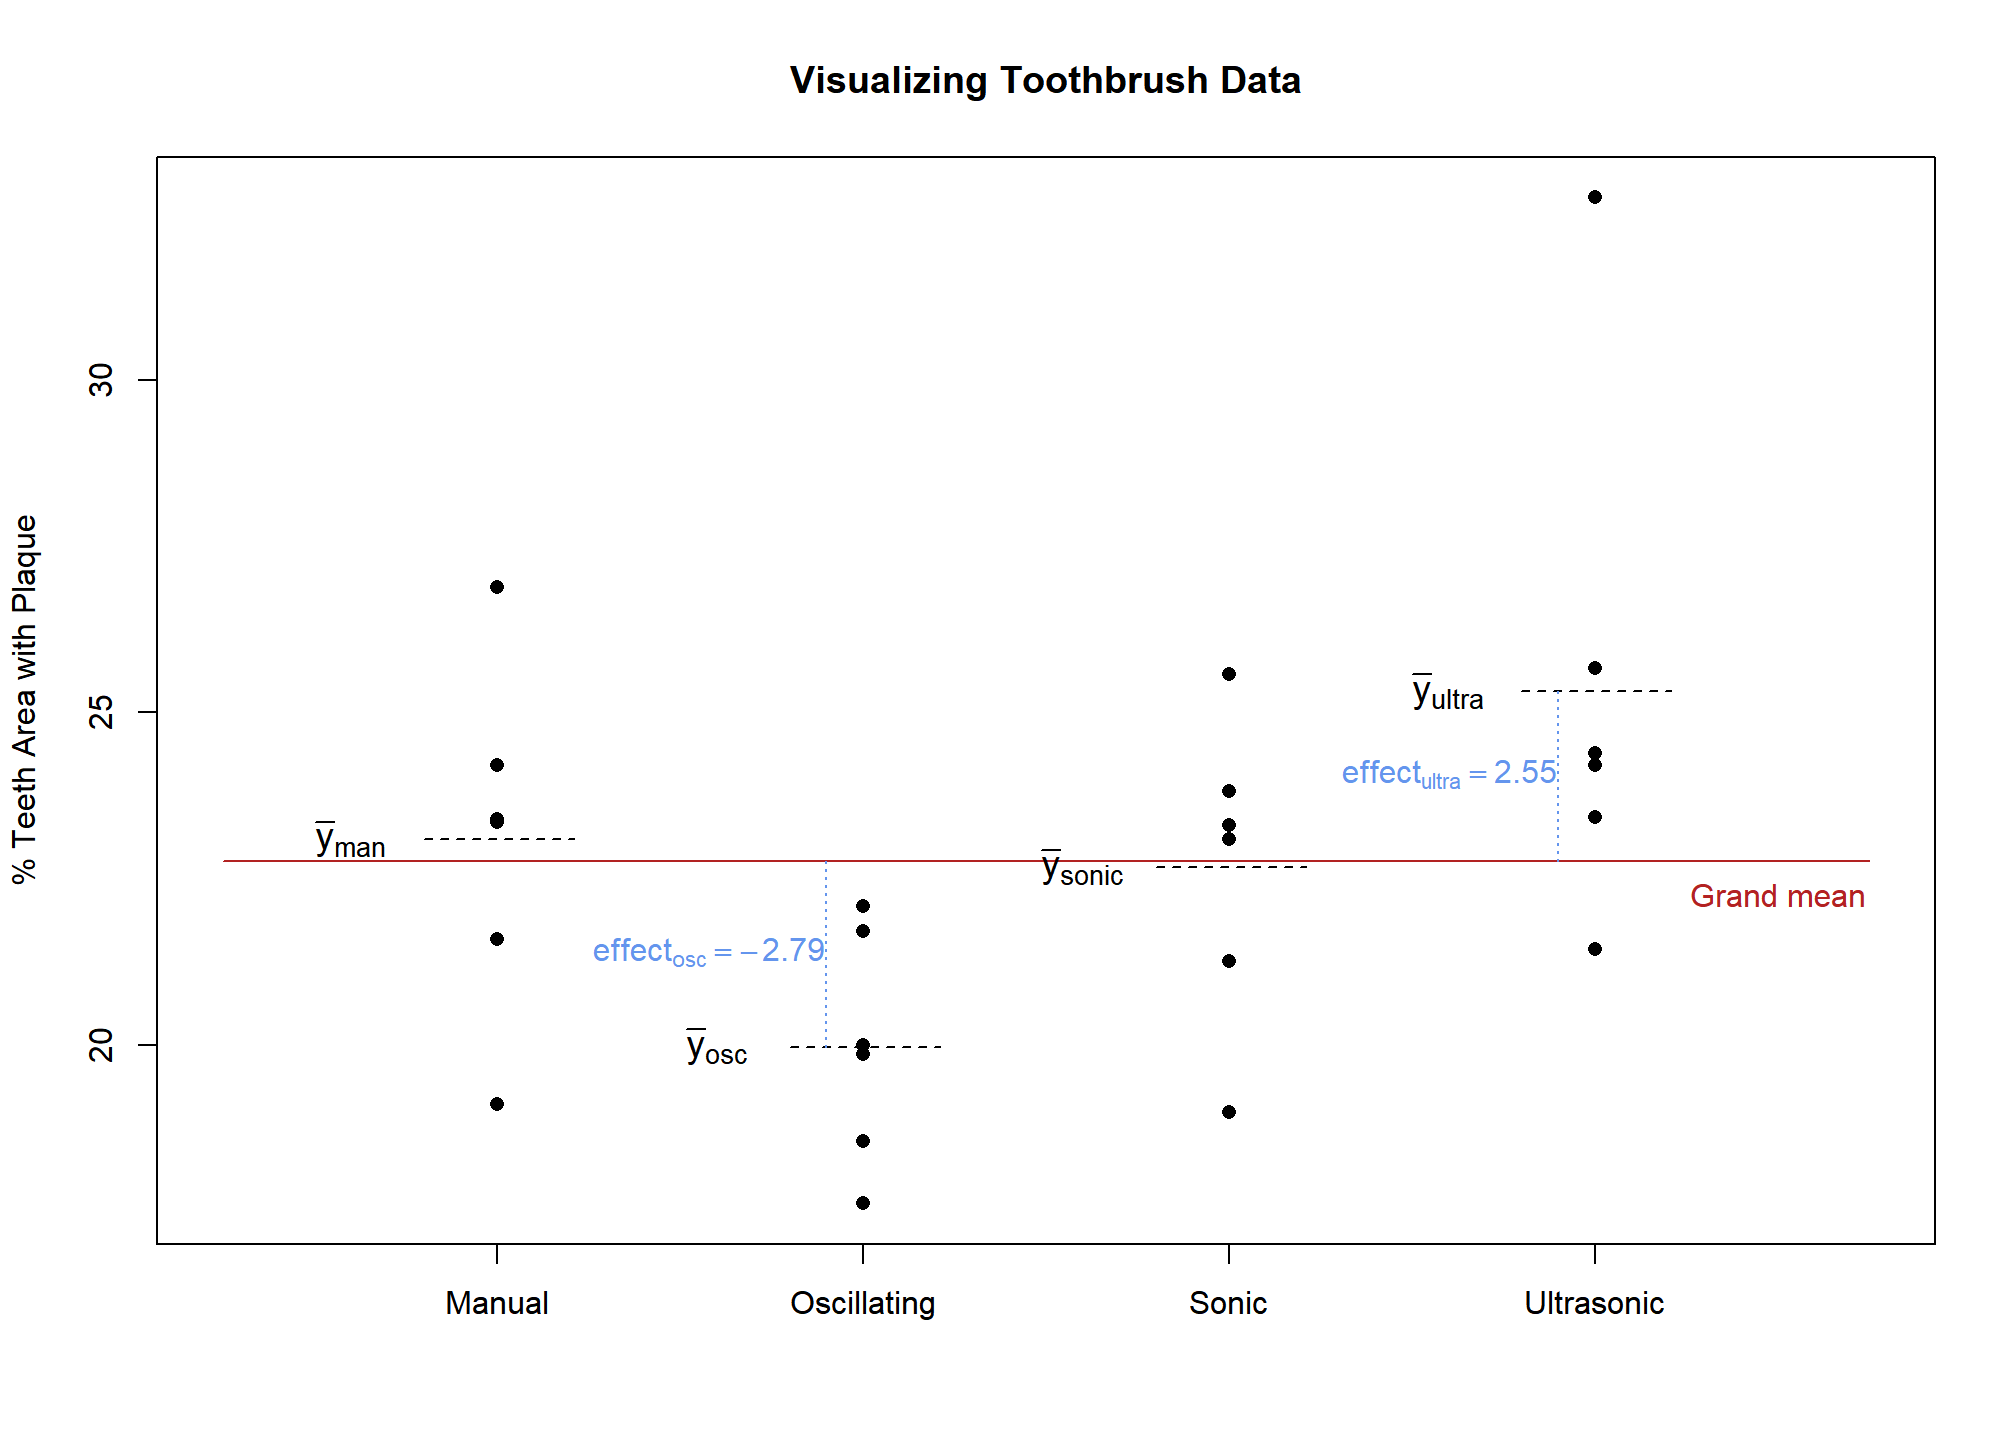 Visualizing Toothbrush Data
% Teeth Area with Plaque
30
25
20
ȳman
effectosc = −2.79
ȳosc
ȳsonic
ȳultra
effectultra = 2.55
Grand mean
Manual
Oscillating
Sonic
Ultrasonic